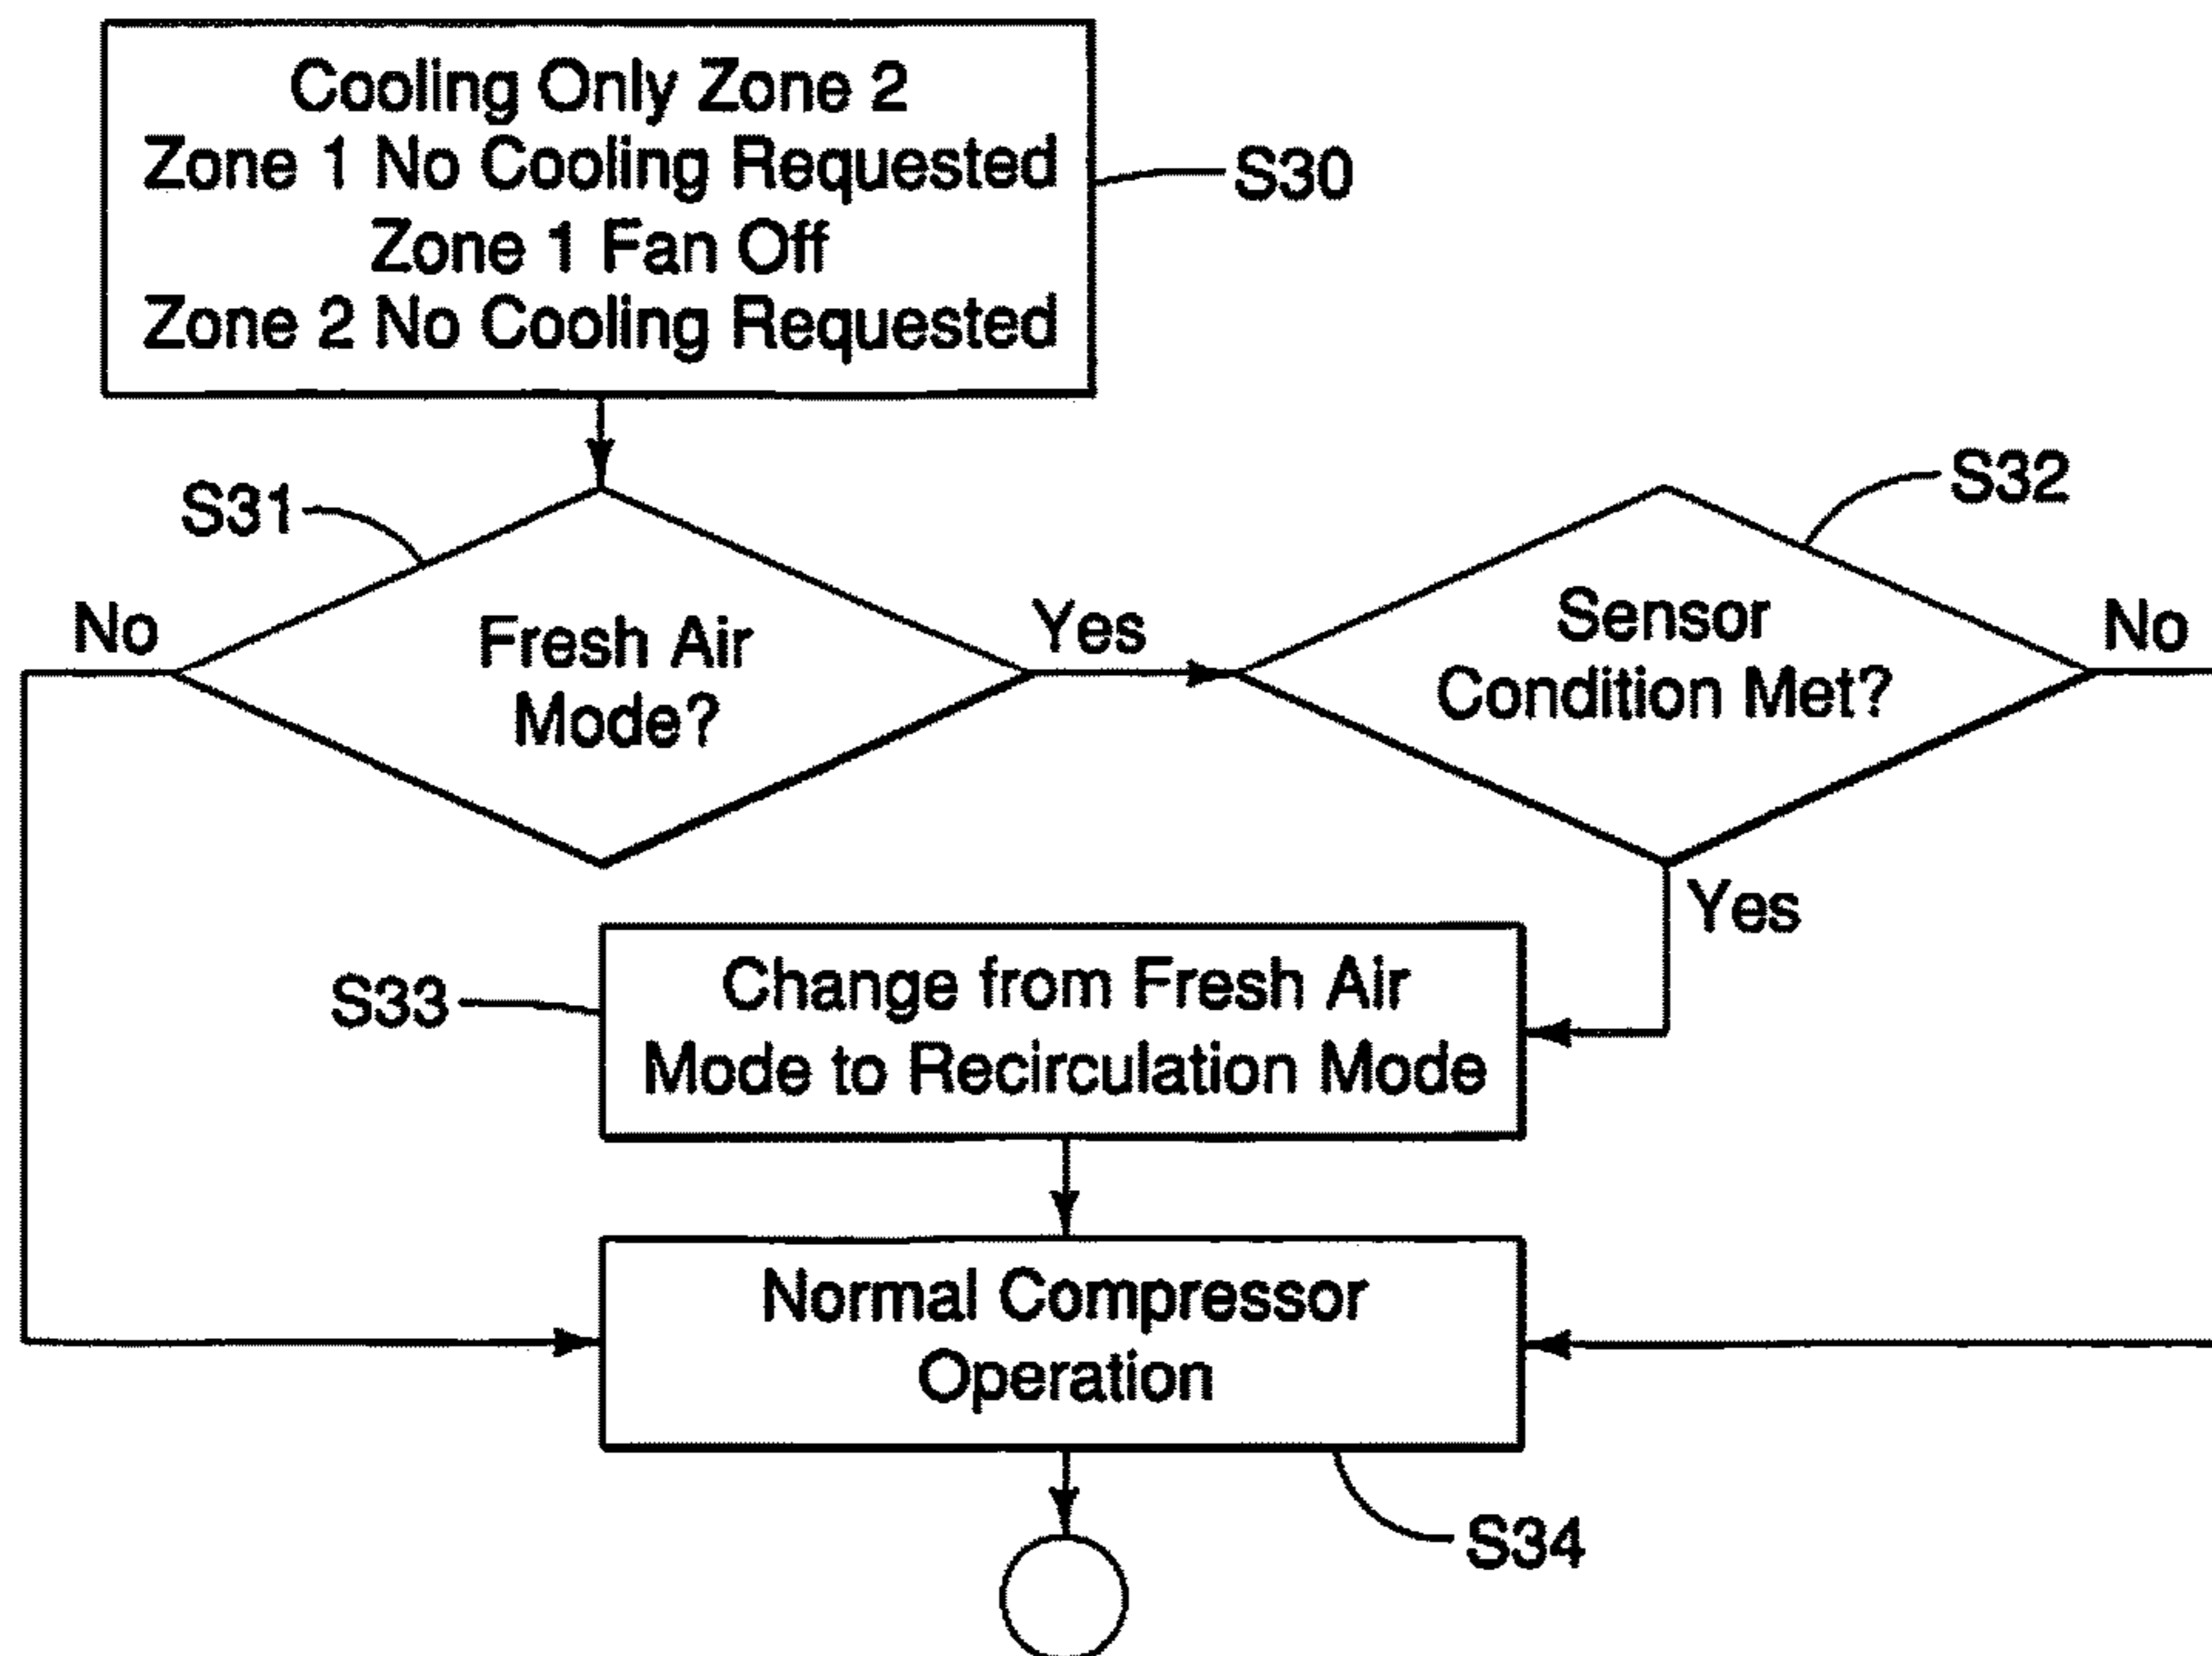 Cooling Only Zone 2
Zone 1 No Cooling Requested
Zone 1 Fan Off
Zone 2 No Cooling Requested
S30
S31
S32
No
Fresh Air
Mode?
Yes
Sensor
Condition Met?
No
Yes
S33
Change from Fresh Air
Mode to Recirculation Mode
Normal Compressor
Operation
S34